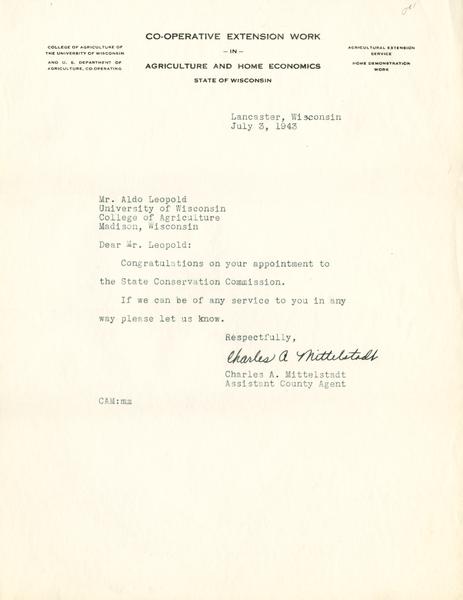 CO-OPERATIVE EXTENSION WORK
— IN —
AGRICULTURE AND HOME ECONOMICS
STATE OF WISCONSIN
COLLEGE OF AGRICULTURE OF
THE UNIVERSITY OF WISCONSIN
AND U. S. DEPARTMENT OF
AGRICULTURE, CO-OPERATING
AGRICULTURAL EXTENSION
SERVICE
HOME DEMONSTRATION
WORK
Lancaster, Wisconsin
July 3, 1943
Mr. Aldo Leopold
University of Wisconsin
College of Agriculture
Madison, Wisconsin
Dear Mr. Leopold:
Congratulations on your appointment to
the State Conservation Commission.
If we can be of any service to you in any
way please let us know.
Respectfully,
Charles A Mittelstadt
Charles A. Mittelstadt
Assistant County Agent
CAM:mm